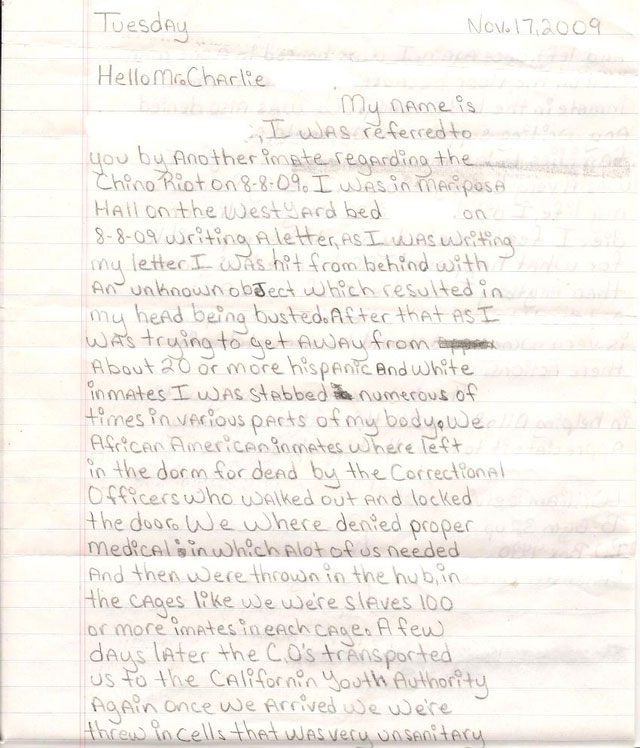 Tuesday Nov. 17, 2009
Hello Mr. Charlie
My name is
, I was referred to
you by Another imate regarding the
Chino Riot on 8-8-09. I was in Mariposa
Hall on the West Yard bed on
8-8-09 writing A letter, As I was writing
my letter I was hit from behind with
An unknown object which resulted in
my head being busted. After that As I
was trying to get Away from
About 20 or more hispanic And white
inmates I was stabbed numerous of
times in various parts of my body. We
African American inmates where left
in the dorm for dead by the Correctional
Officers who walked out and locked
the door. We where denied proper
medical in which Alot of us needed
And then were thrown in the hub, in
the cages like we we're slaves 100
or more imates in each cage. A few
days later the C.O's transported
us to the Californin Youth Authority
Again once we arrived we we're
threw in cells that was very unsanitary